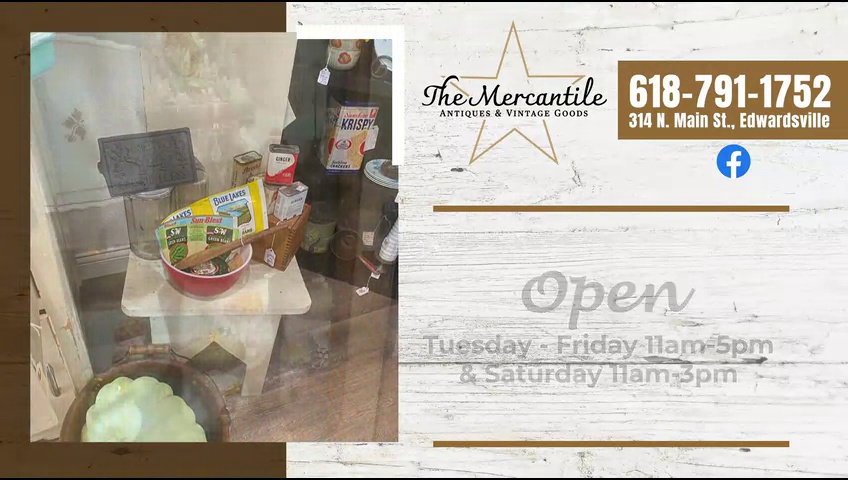 The Mercantile
ANTIQUES & VINTAGE GOODS
618-791-1752
314 N. Main St., Edwardsville
Open
Tuesday - Friday 11am-5pm
& Saturday 11am-3pm
KRISPY
GINGER
BLUE LAKES
LAKES
Sun-Blest
S&W
S&W